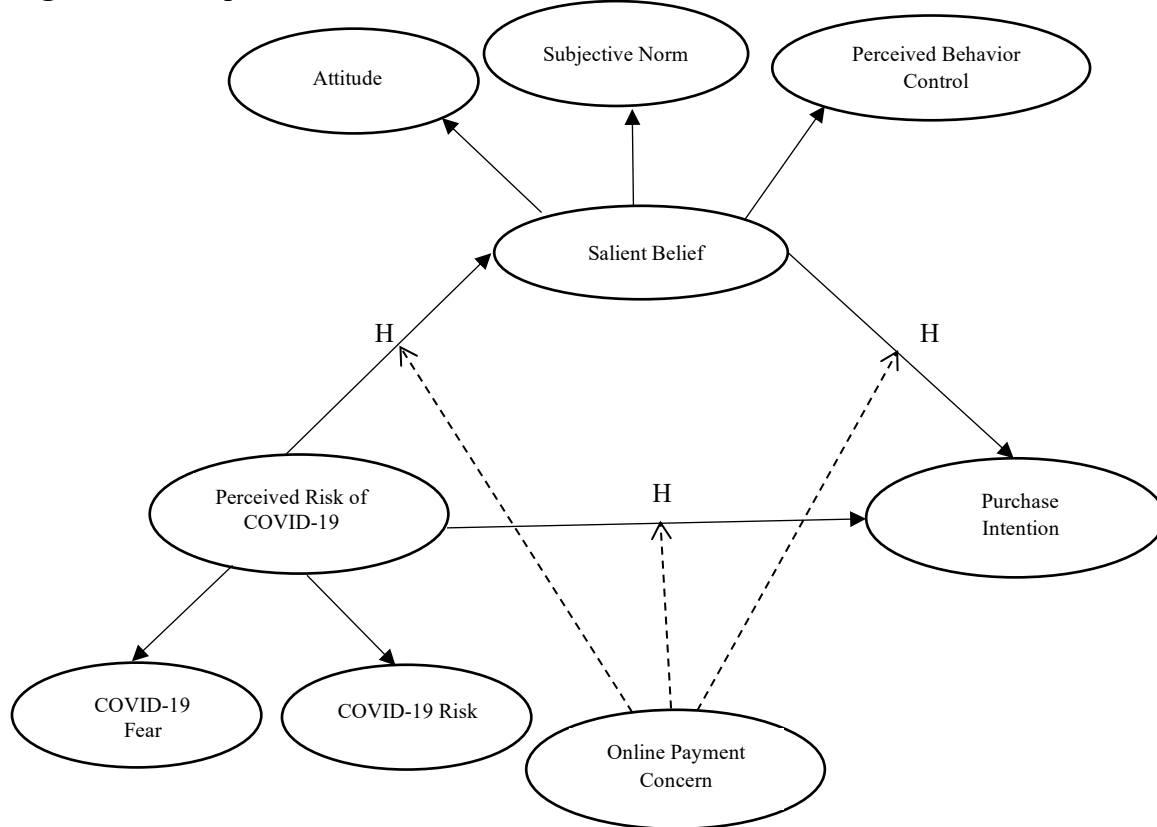 Attitude
Subjective Norm
Perceived Behavior
Control
Salient Belief
H
H
Perceived Risk of
COVID-19
H
Purchase
Intention
COVID-19
Fear
COVID-19 Risk
Online Payment
Concern